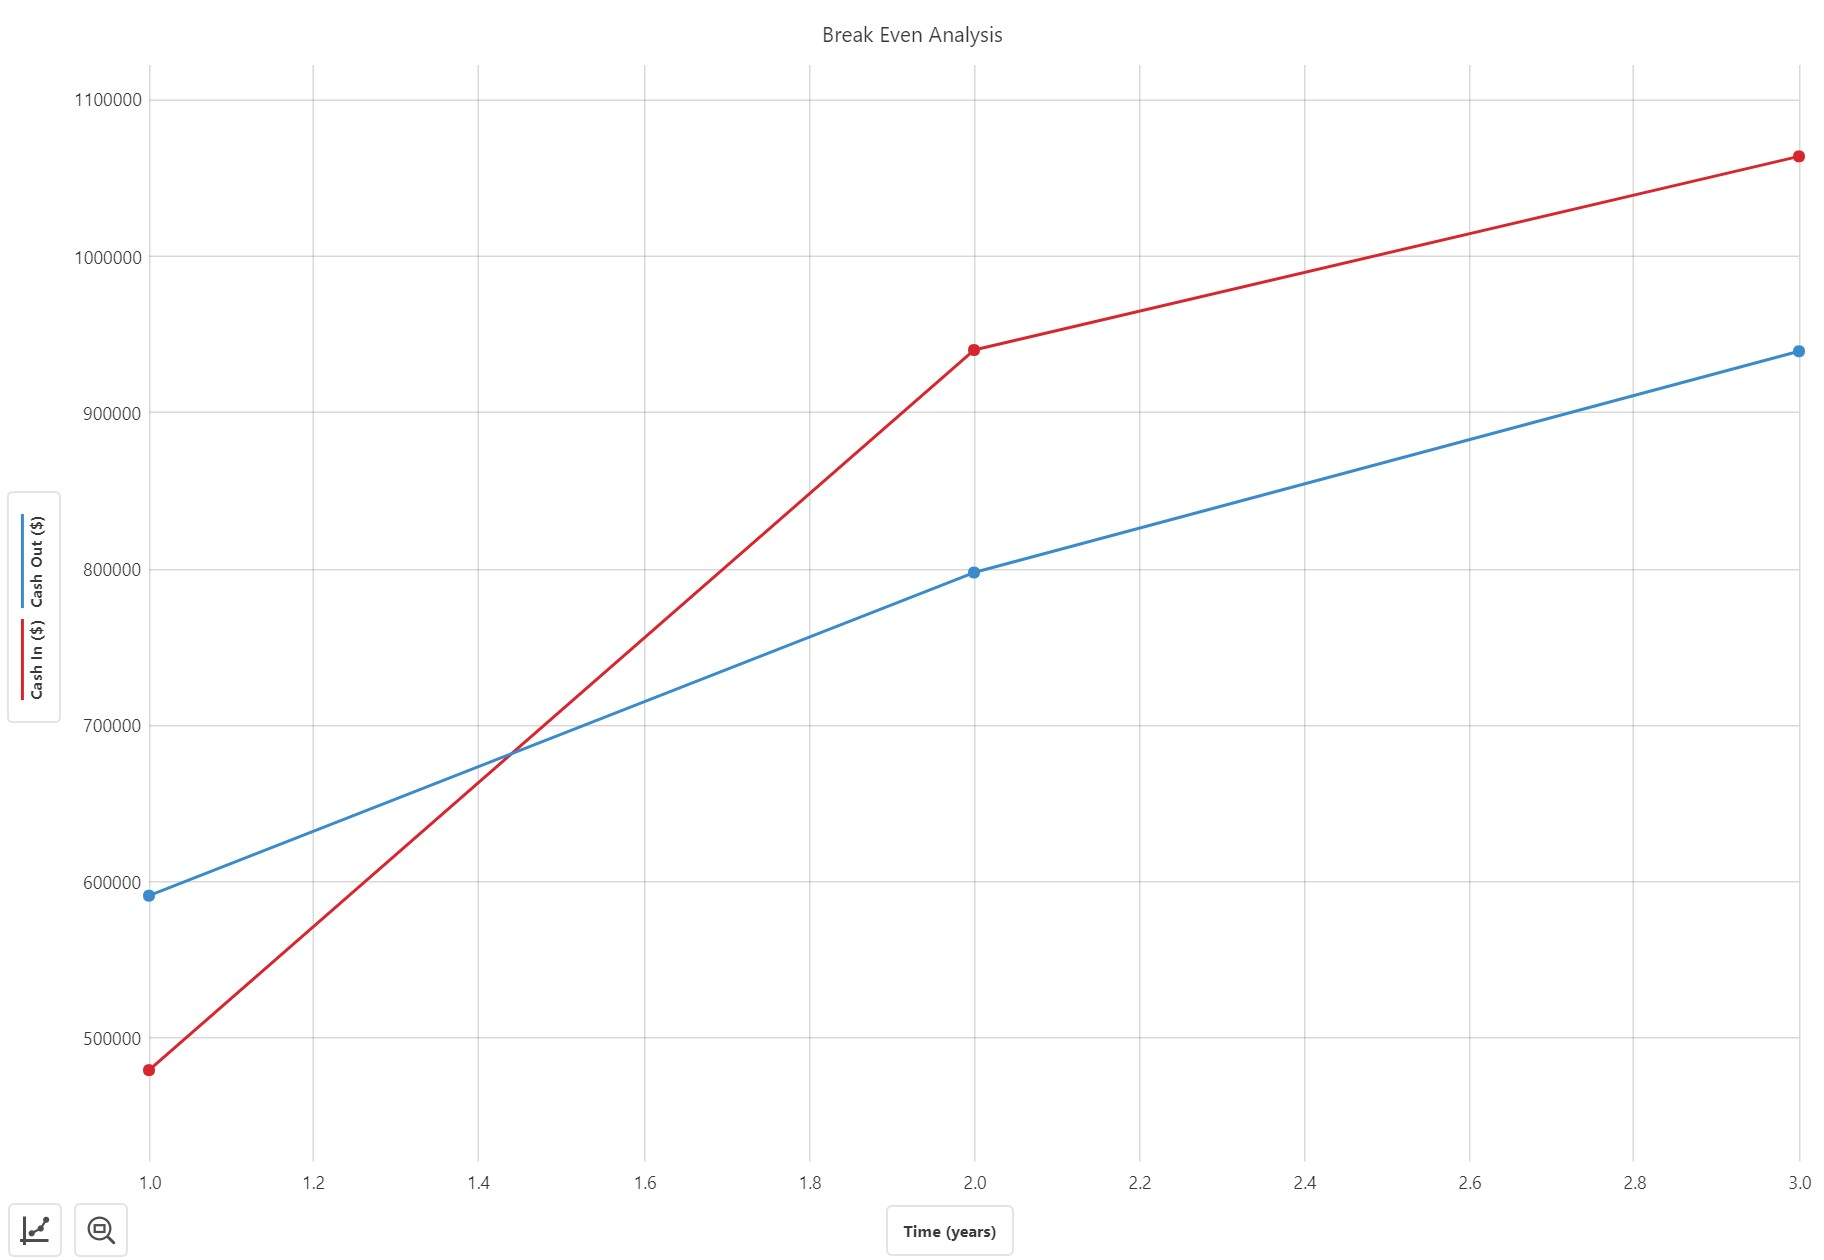 Break Even Analysis
1100000
1000000
900000
800000
700000
600000
500000
Cash Out ($)
Cash In ($)
1.0 1.2 1.4 1.6 1.8 2.0 2.2 2.4 2.6 2.8 3.0
Time (years)